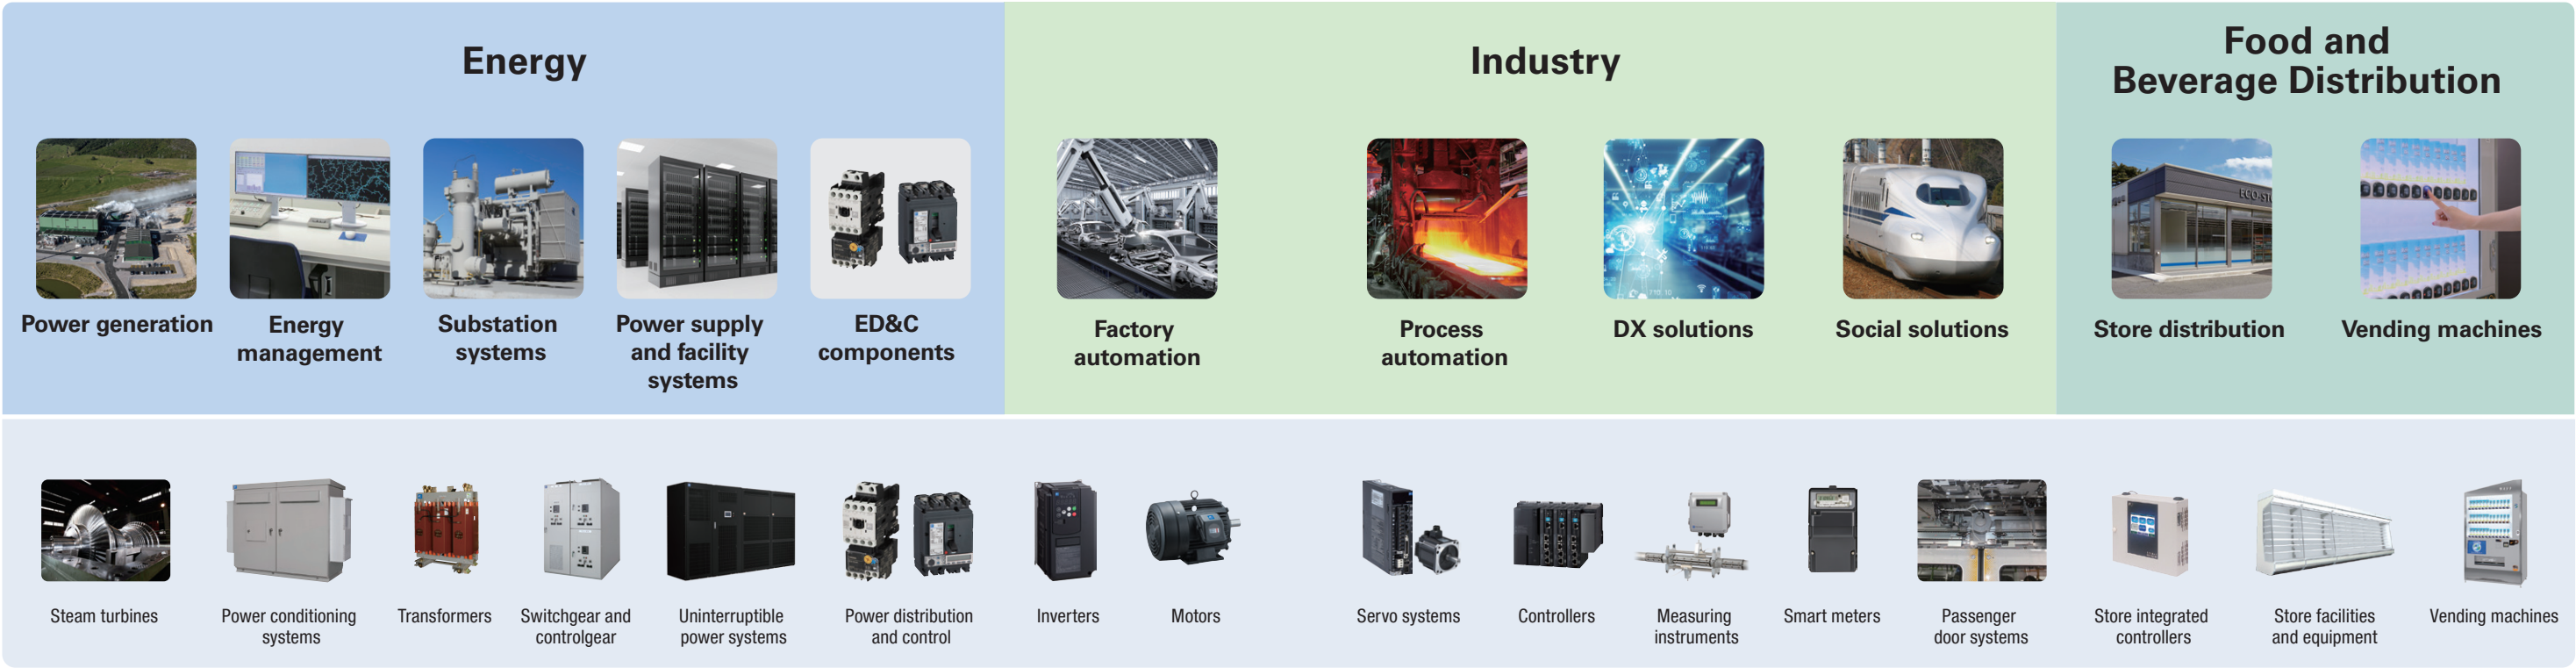 Energy
Industry
Food and
Beverage Distribution
ECO-ST
Power generation
Energy
management
Substation
systems
Power supply
and facility
systems
ED&C
components
Factory
automation
Process
automation
DX solutions
Social solutions
Store distribution
Vending machines
Steam turbines
Power conditioning
systems
Transformers
Switchgear and
controlgear
Uninterruptible
power systems
Power distribution
and control
Inverters
Motors
Servo systems
Controllers
Measuring
instruments
Smart meters
Passenger
door systems
Store integrated
controllers
Store facilities
and equipment
Vending machines